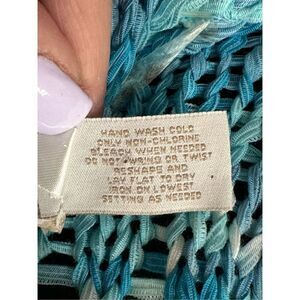 HAND WASH COLD
ONLY NON-CHLORINE
BLEACH WHEN NEEDED
DO NOT WRING OR TWIST
RESHAPE AND
LAY FLAT TO DRY
IRON ON LOWEST
SETTING AS NEEDED